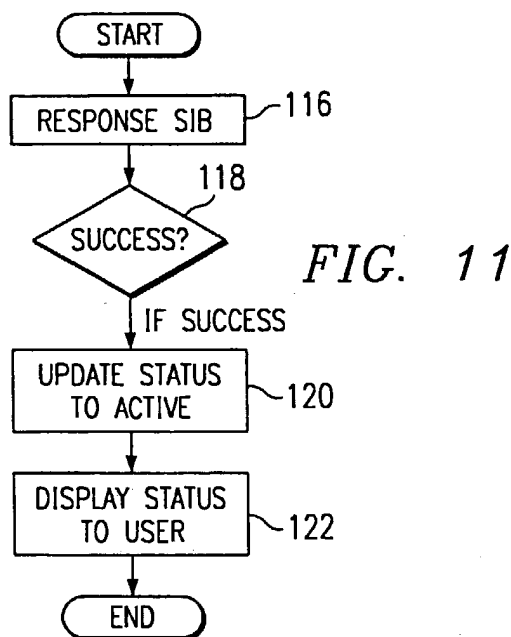 START
RESPONSE SIB
116
118
SUCCESS?
FIG. 11
IF SUCCESS
UPDATE STATUS
TO ACTIVE
120
DISPLAY STATUS
TO USER
122
END